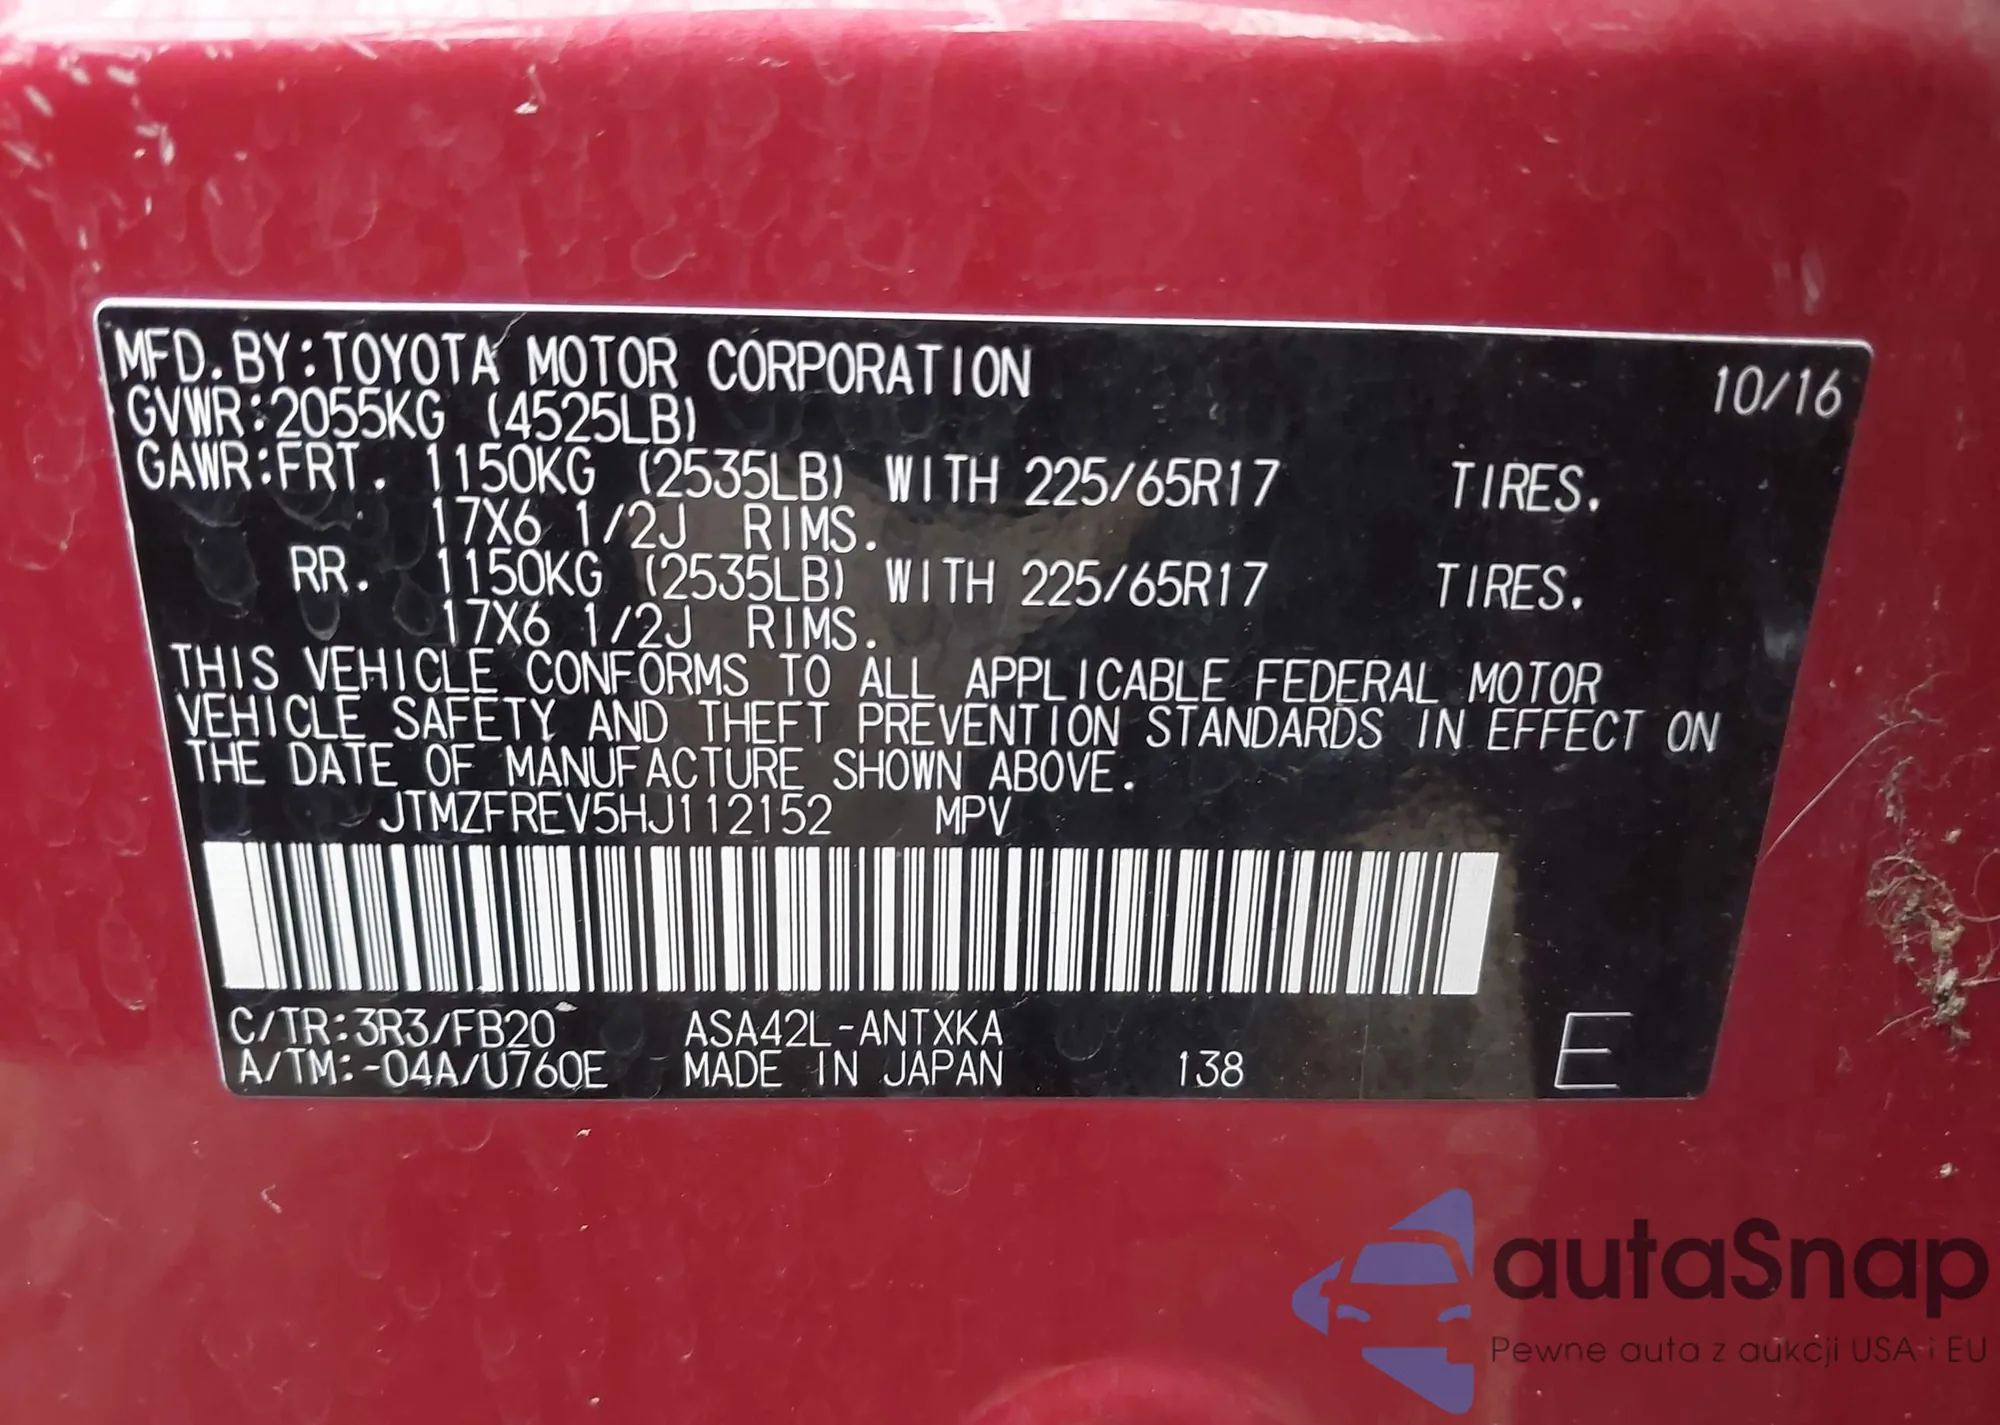 MFD. BY: TOYOTA MOTOR CORPORATION 10/16
GVWR: 2055KG (4525LB)
GAWR: FRT. 1150KG (2535LB) WITH 225/65R17 TIRES.
17X6 1/2J RIMS.
RR. 1150KG (2535LB) WITH 225/65R17 TIRES.
17X6 1/2J RIMS.
THIS VEHICLE CONFORMS TO ALL APPLICABLE FEDERAL MOTOR
VEHICLE SAFETY AND THEFT PREVENTION STANDARDS IN EFFECT ON
THE DATE OF MANUFACTURE SHOWN ABOVE.
JTMZFREV5HJ112152 MPV
C/TR: 3R3/FB20 ASA42L-ANTXKA
A/TM: -04A/U760E MADE IN JAPAN 138 E
autaSnap
Pewne auta z aukcji USA i EU